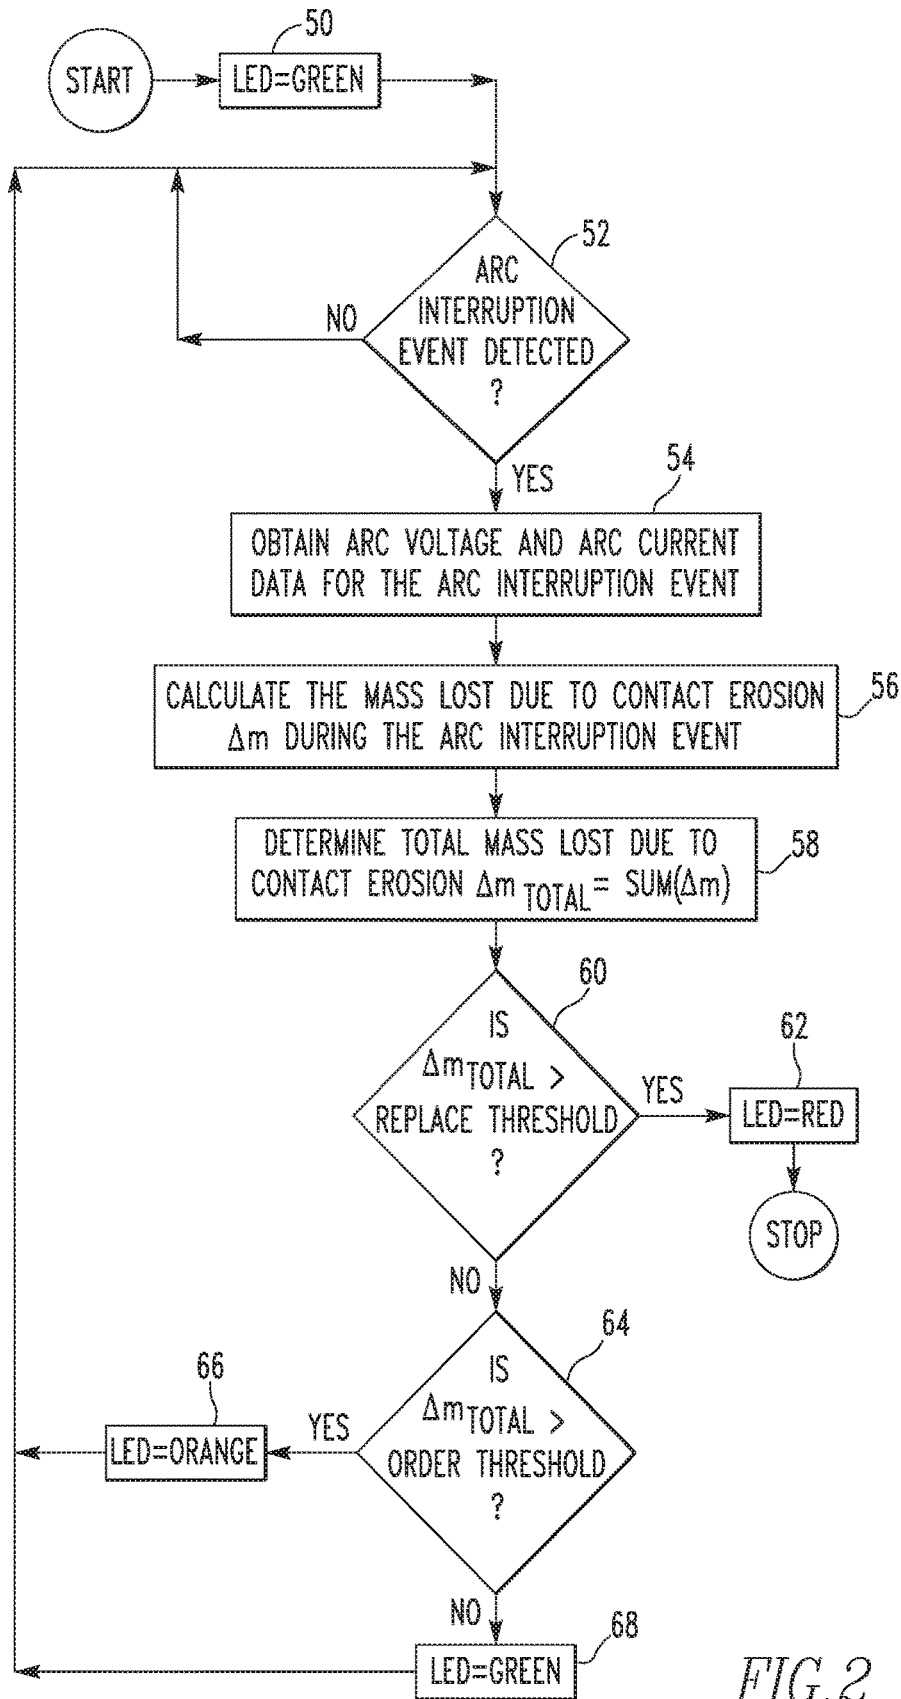 50
START
LED=GREEN
52
ARC
INTERRUPTION
EVENT DETECTED
?
NO
YES
54
OBTAIN ARC VOLTAGE AND ARC CURRENT
DATA FOR THE ARC INTERRUPTION EVENT
56
CALCULATE THE MASS LOST DUE TO CONTACT EROSION
Δm DURING THE ARC INTERRUPTION EVENT
58
DETERMINE TOTAL MASS LOST DUE TO
CONTACT EROSION Δm TOTAL = SUM(Δm)
60
IS
Δm TOTAL >
REPLACE THRESHOLD
?
YES
62
LED=RED
STOP
NO
64
IS
Δm TOTAL >
ORDER THRESHOLD
?
YES
66
LED=ORANGE
NO
68
LED=GREEN
FIG.2